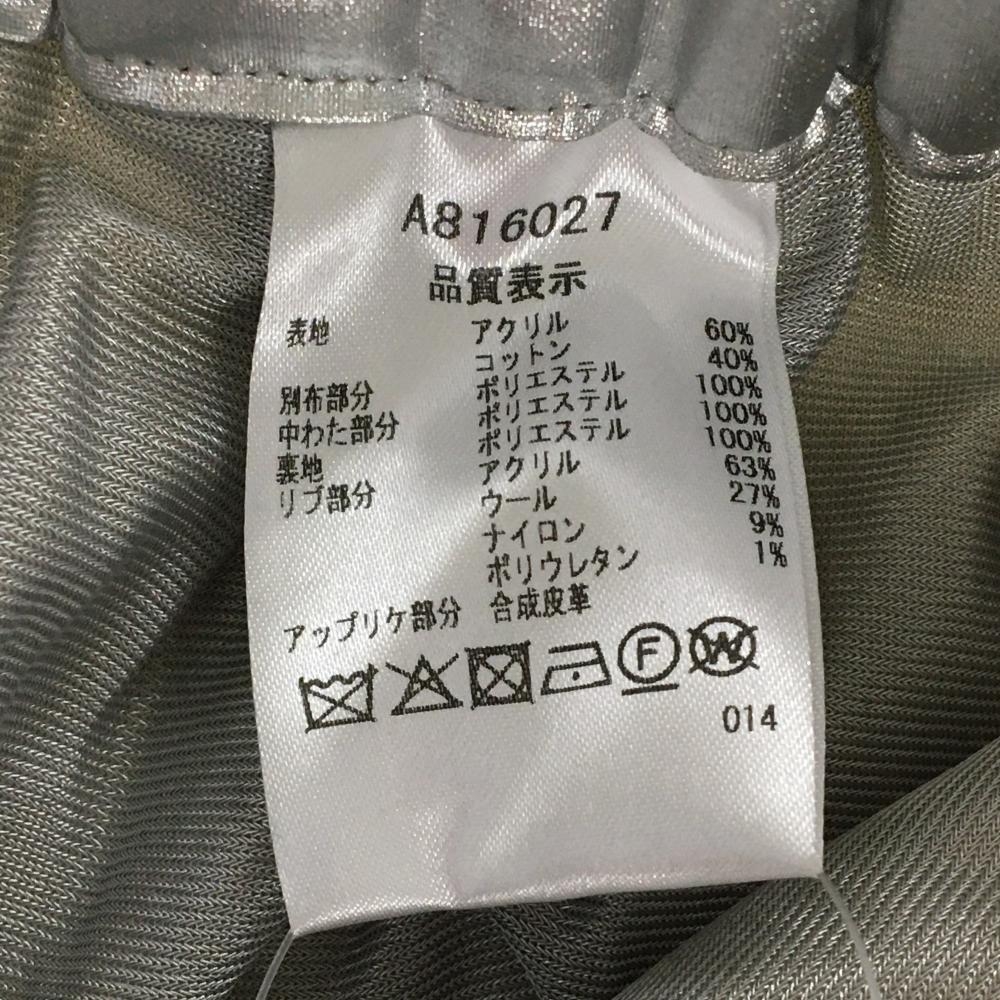 A816027
品質表示
表地 アクリル 60%
コットン 40%
別布部分 ポリエステル 100%
中わた部分 ポリエステル 100%
裏地 ポリエステル 100%
リブ部分 アクリル 63%
ウール 27%
ナイロン 9%
ポリウレタン 1%
アップリケ部分 合成皮革
F W
014